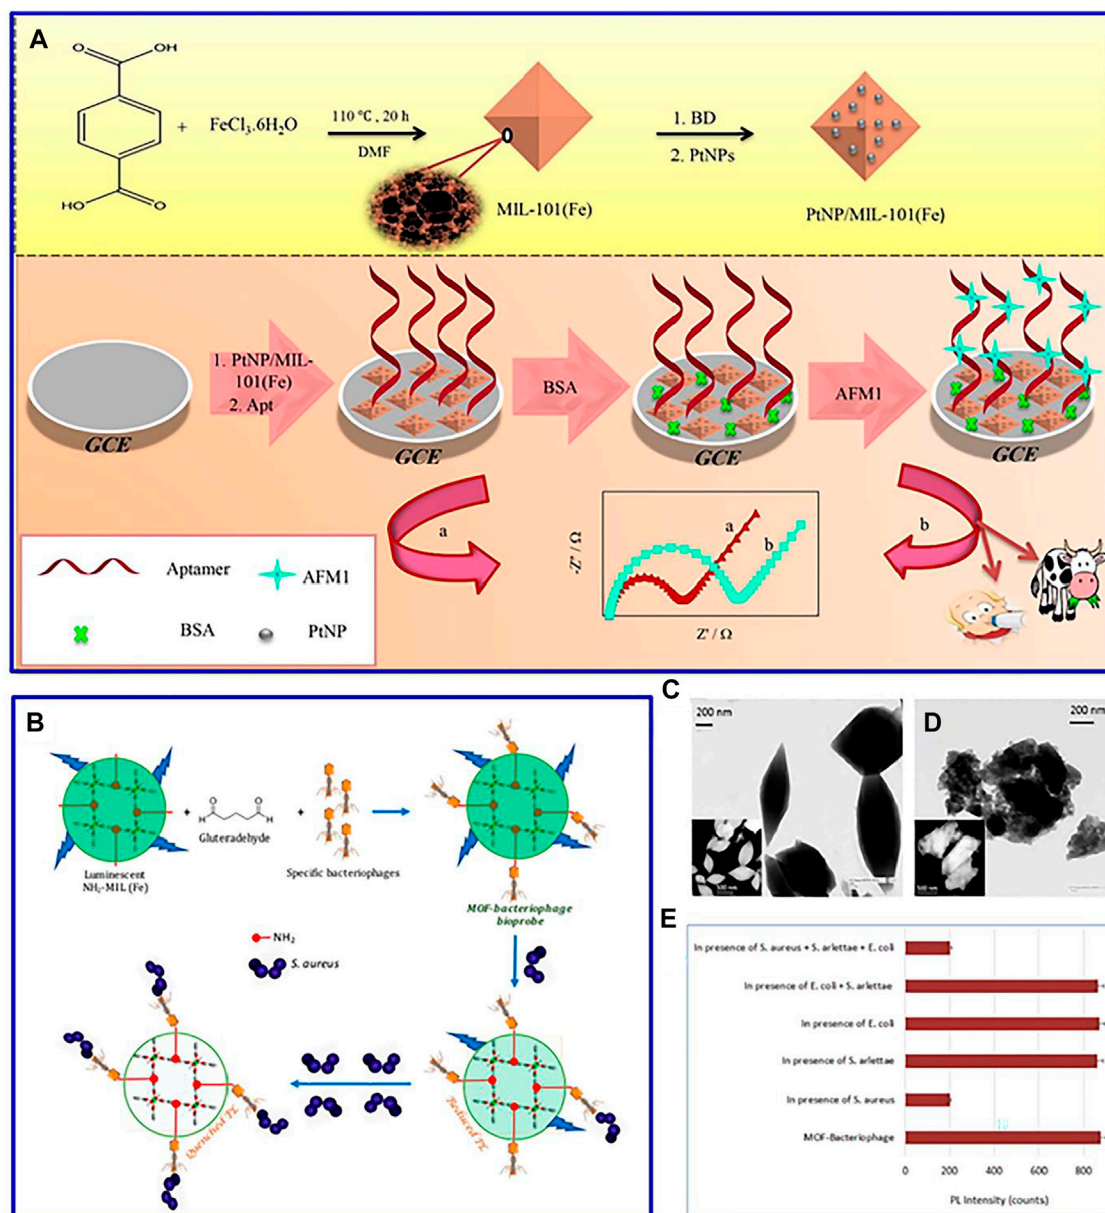 A
O
OH
HO
O
+
FeCl3.6H2O
110 °C , 20 h
DMF
MIL-101(Fe)
1. BD
2. PtNPs
PtNP/MIL-101(Fe)
GCE
1. PtNP/MIL-
101(Fe)
2. Apt
GCE
BSA
GCE
AFM1
GCE
a
-Z' / Ω
a
b
Z' / Ω
b
Aptamer
AFM1
BSA
PtNP
B
Luminescent
NH2-MIL (Fe)
+
O
H
O
H
Gluteradehyde
+
Specific bacteriophages
MOF-bacteriophage
bioprobe
NH2
S. aureus
Reduced PL
Quenched PL
C
200 nm
500 nm
D
200 nm
500 nm
E
In presence of S. aureus + S. arlettae + E. coli
In presence of E. coli + S. arlettae
In presence of E. coli
In presence of S. arlettae
In presence of S. aureus
MOF-Bacteriophage
0 200 400 600 800
PL Intensity (counts)